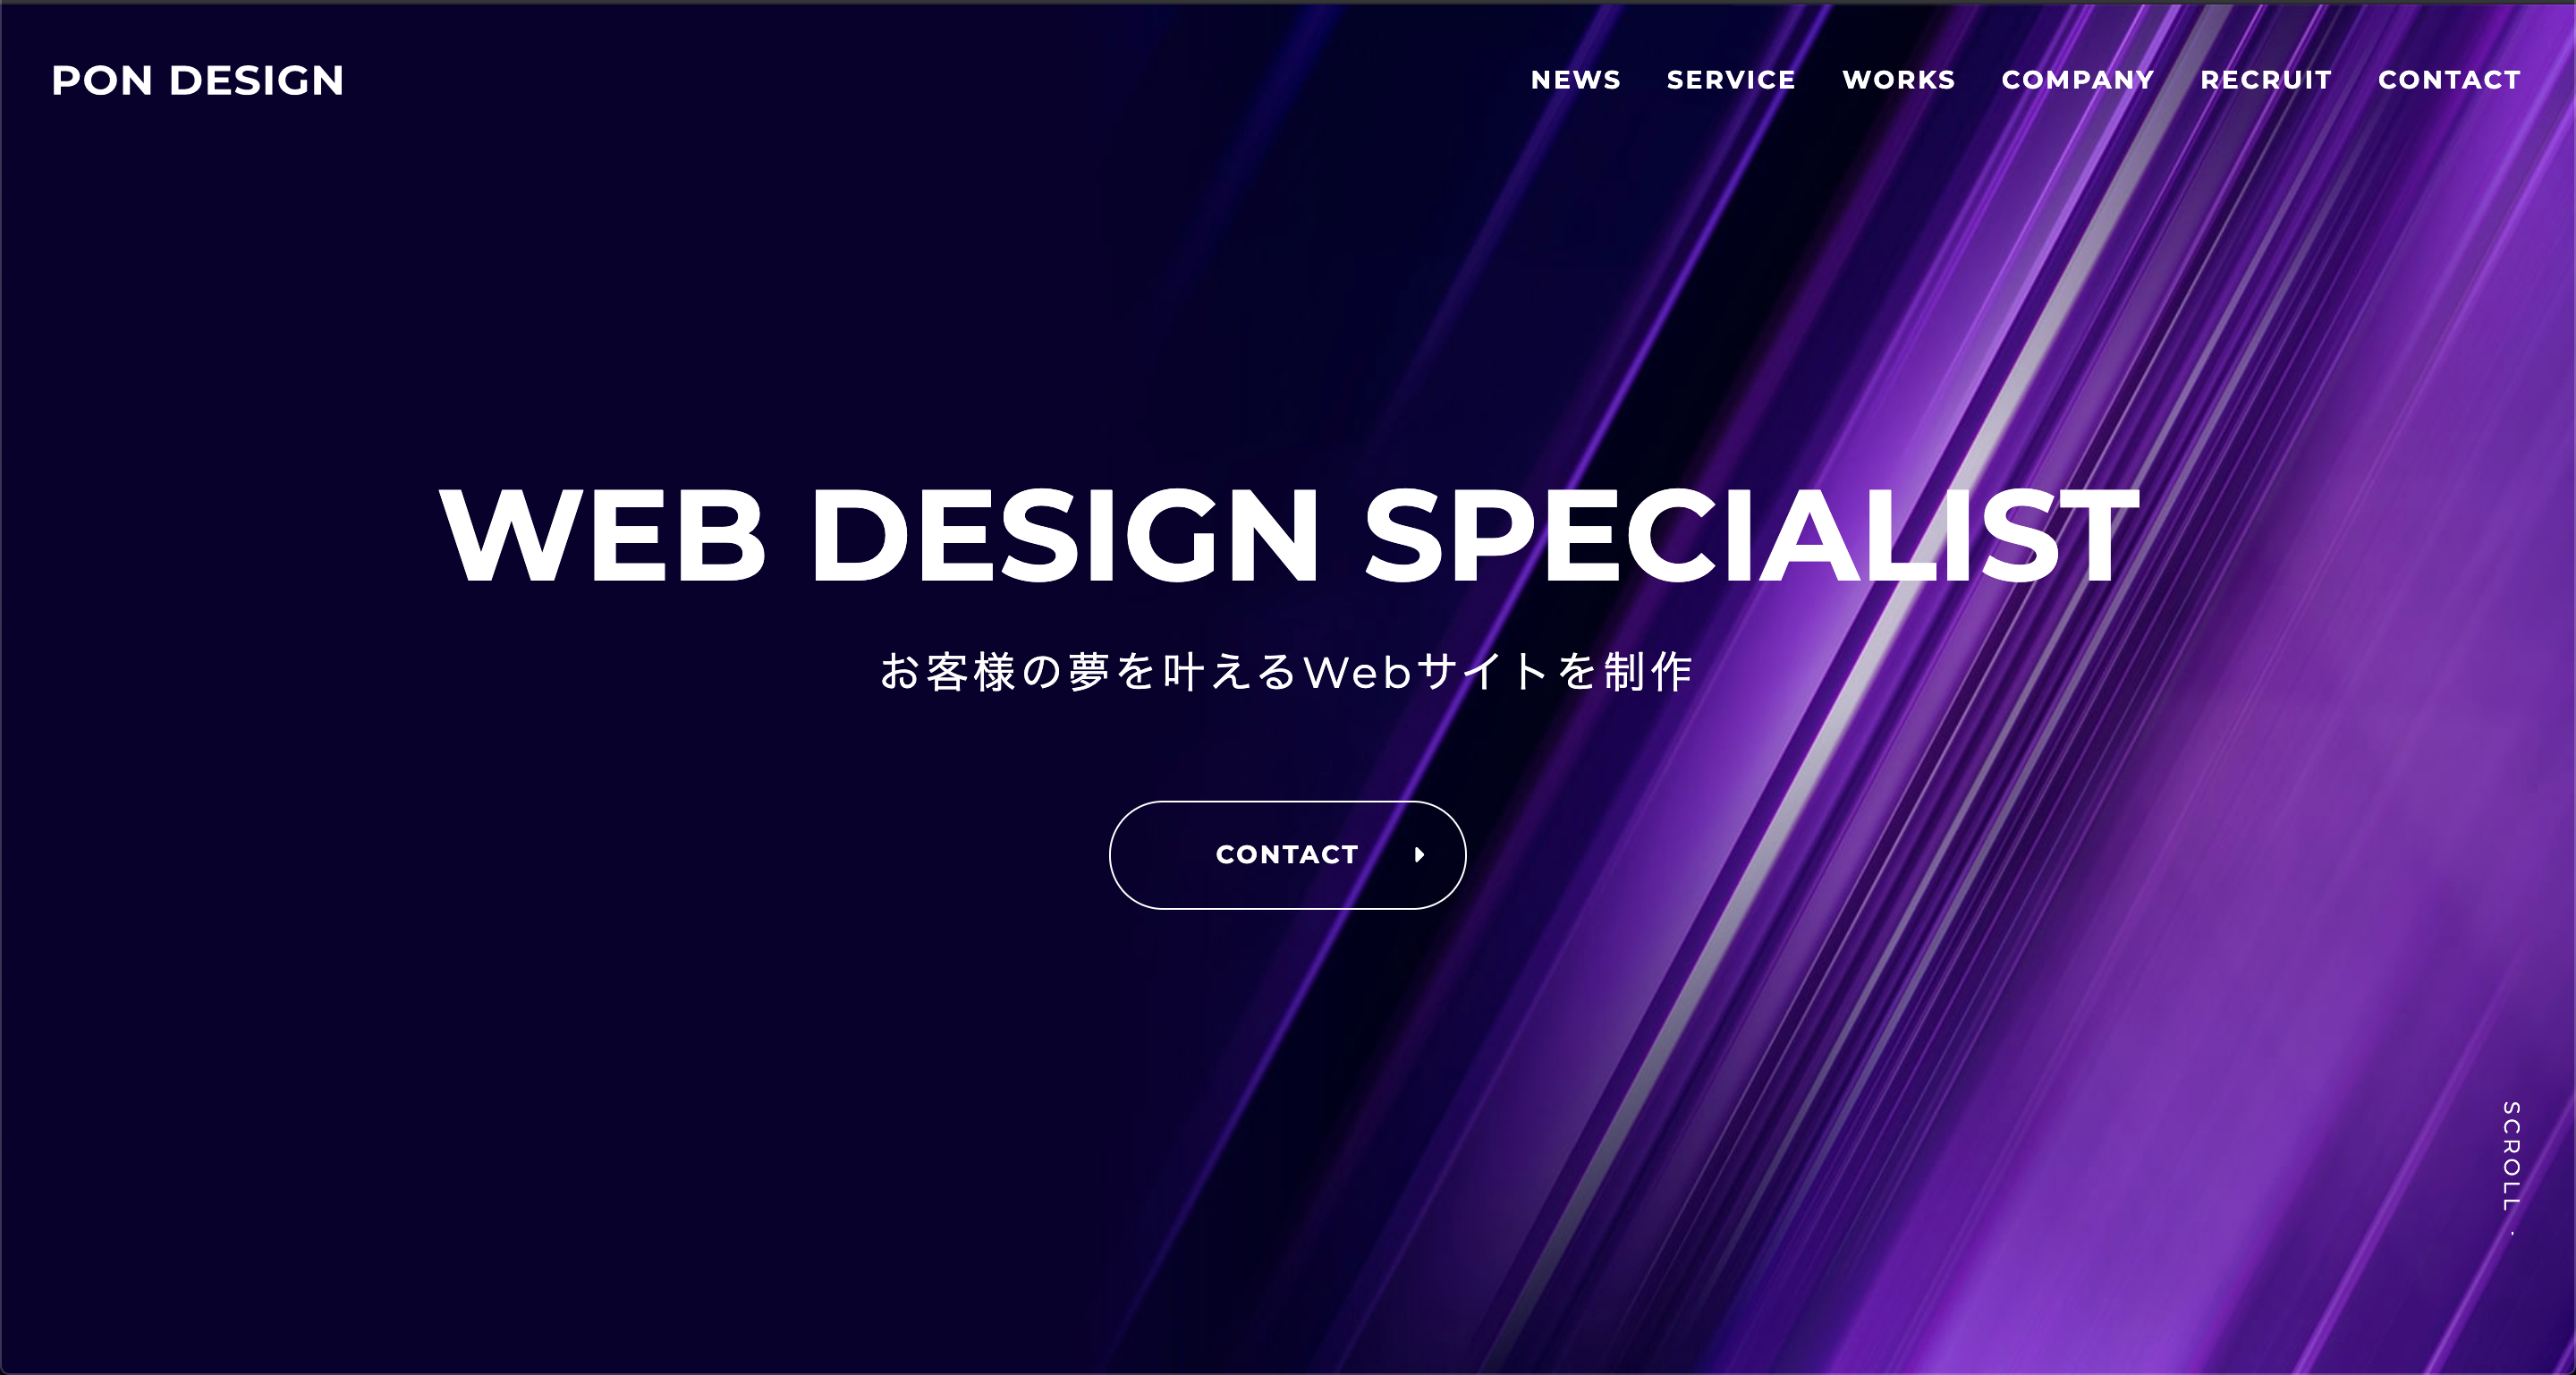 PON DESIGN
NEWS SERVICE WORKS COMPANY RECRUIT CONTACT
WEB DESIGN SPECIALIST
お客様の夢を叶えるWebサイトを制作
CONTACT
SCROLL